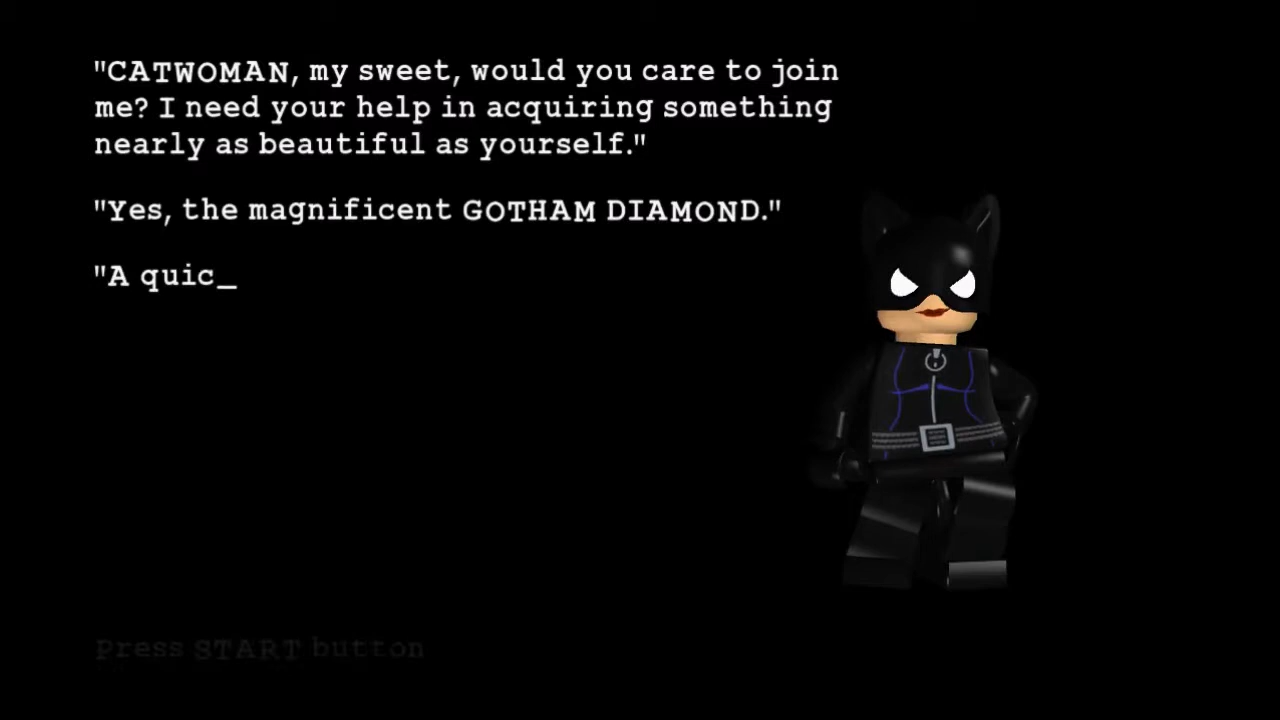 "CATWOMAN, my sweet, would you care to join
me? I need your help in acquiring something
nearly as beautiful as yourself."
"Yes, the magnificent GOTHAM DIAMOND."
"A quic_
Press START button